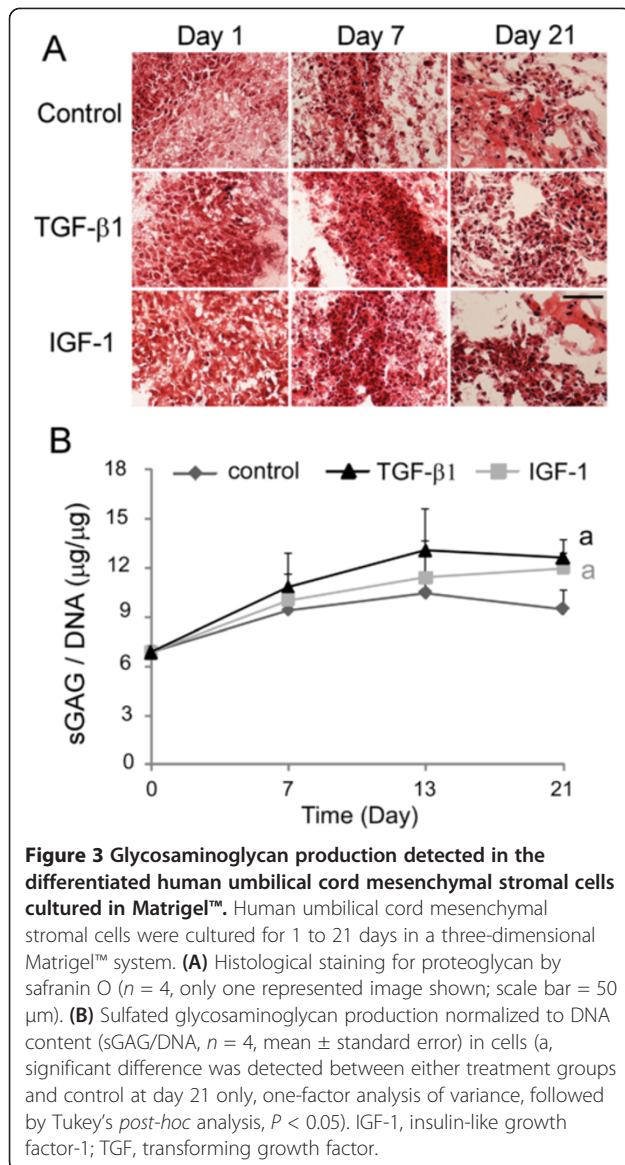 A
Day 1 Day 7 Day 21
Control
TGF-β1
IGF-1
B
control TGF-β1 IGF-1
sGAG / DNA (µg/µg)
18
15
12
9
6
3
0
a
a
0 7 13 21
Time (Day)
Figure 3 Glycosaminoglycan production detected in the
differentiated human umbilical cord mesenchymal stromal cells
cultured in Matrigel™. Human umbilical cord mesenchymal
stromal cells were cultured for 1 to 21 days in a three-dimensional
Matrigel™ system. (A) Histological staining for proteoglycan by
safranin O (n = 4, only one represented image shown; scale bar = 50
µm). (B) Sulfated glycosaminoglycan production normalized to DNA
content (sGAG/DNA, n = 4, mean ± standard error) in cells (a,
significant difference was detected between either treatment groups
and control at day 21 only, one-factor analysis of variance, followed
by Tukey's post-hoc analysis, P < 0.05). IGF-1, insulin-like growth
factor-1; TGF, transforming growth factor.